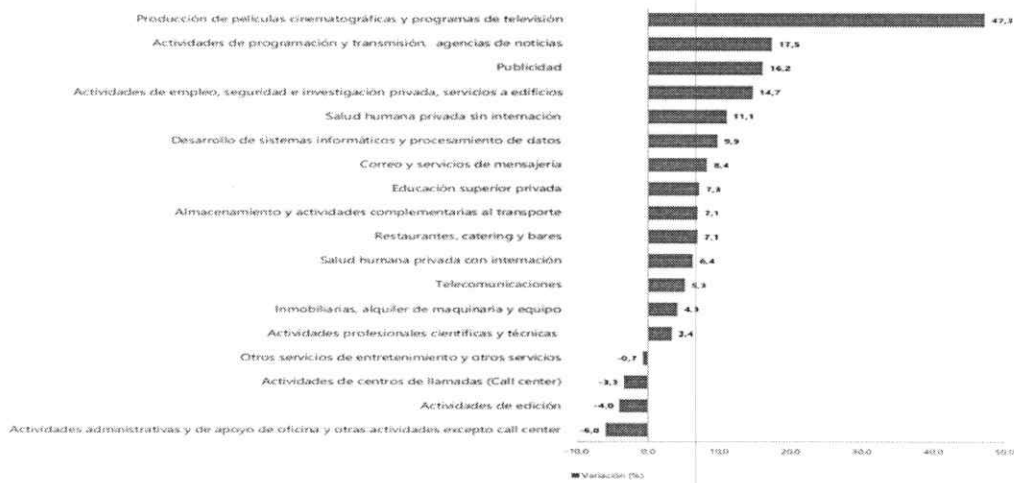 Producción de películas cinematográficas y programas de televisión 47,3
Actividades de programación y transmisión, agencias de noticias 17,5
Publicidad 16,2
Actividades de empleo, seguridad e investigación privada, servicios a edificios 14,7
Salud humana privada sin internación 11,1
Desarrollo de sistemas informáticos y procesamiento de datos 9,9
Correo y servicios de mensajería 8,4
Educación superior privada 7,3
Almacenamiento y actividades complementarias al transporte 7,1
Restaurantes, catering y bares 7,1
Salud humana privada con internación 6,4
Telecomunicaciones 5,3
Inmobiliarias, alquiler de maquinaria y equipo
Actividades profesionales científicas y técnicas
Otros servicios de entretenimiento y otros servicios -0,7
Actividades de centros de llamadas (Call center) -3,3
Actividades de edición -4,0
Actividades administrativas y de apoyo de oficina y otras actividades excepto call center -6,0
-10,0 0,0 10,0 20,0 30,0 40,0 50,0
Variación (%)